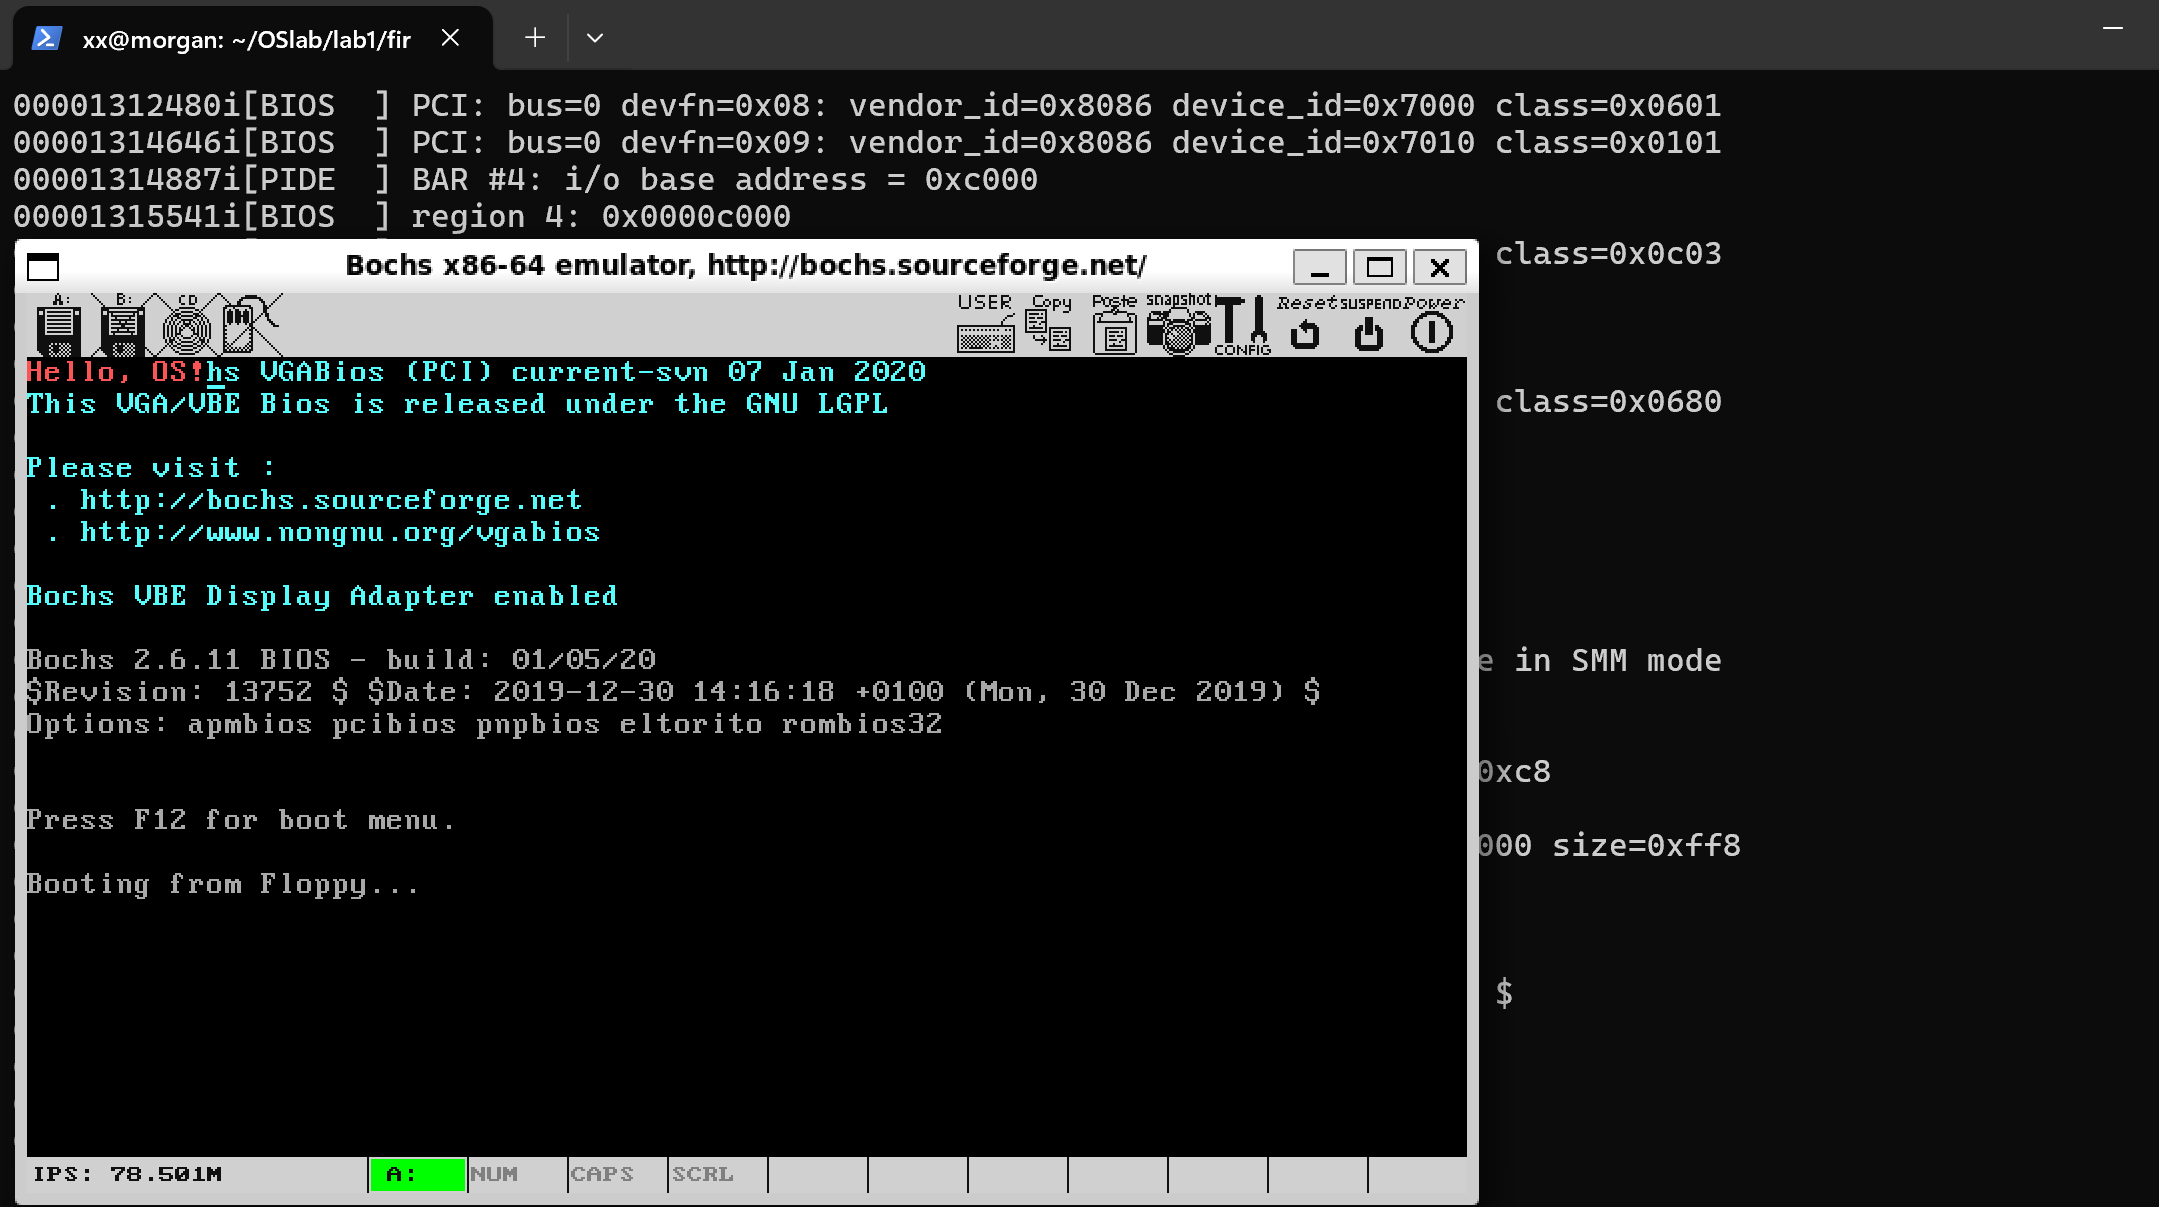 xx@morgan: ~/OSlab/lab1/fir
00001312480i[BIOS  ] PCI: bus=0 devfn=0x08: vendor_id=0x8086 device_id=0x7000 class=0x0601
00001314646i[BIOS  ] PCI: bus=0 devfn=0x09: vendor_id=0x8086 device_id=0x7010 class=0x0101
00001314887i[PIDE  ] BAR #4: i/o base address = 0xc000
00001315541i[BIOS  ] region 4: 0x0000c000
class=0x0c03
Bochs x86-64 emulator, http://bochs.sourceforge.net/
A: B: CD USER Copy Paste snapshot CONFIG Reset SUSPEND Power
Hello, OS!hs VGABios (PCI) current-svn 07 Jan 2020
This VGA/VBE Bios is released under the GNU LGPL
class=0x0680
Please visit :
. http://bochs.sourceforge.net
. http://www.nongnu.org/vgabios
Bochs VBE Display Adapter enabled
Bochs 2.6.11 BIOS - build: 01/05/20
e in SMM mode
$Revision: 13752 $ $Date: 2019-12-30 14:16:18 +0100 (Mon, 30 Dec 2019) $
Options: apmbios pcibios pnpbios eltorito rombios32
0xc8
Press F12 for boot menu.
000 size=0xff8
Booting from Floppy...
$
IPS: 78.501M A: NUM CAPS SCRL